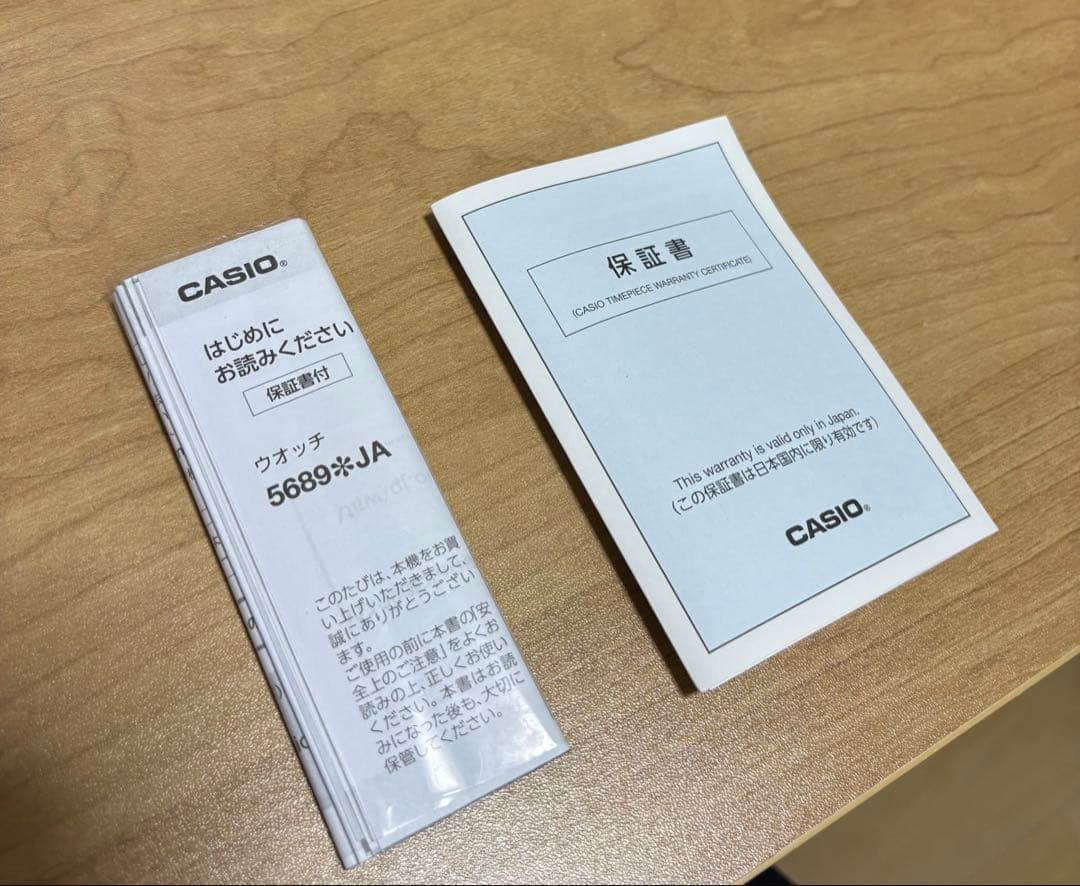 CASIO®
はじめに
お読みください
保証書付
ウオッチ
5689✻JA
このたびは、本機をお買
い上げいただきまして、
誠にありがとうござい
ます。
ご使用の前に本書の「安
全上のご注意」をよくお
読みの上、正しくお使い
ください。本書はお読
みになった後も、大切に
保管してください。
保証書
(CASIO TIMEPIECE WARRANTY CERTIFICATE)
This warranty is valid only in Japan.
(この保証書は日本国内に限り有効です)
CASIO®